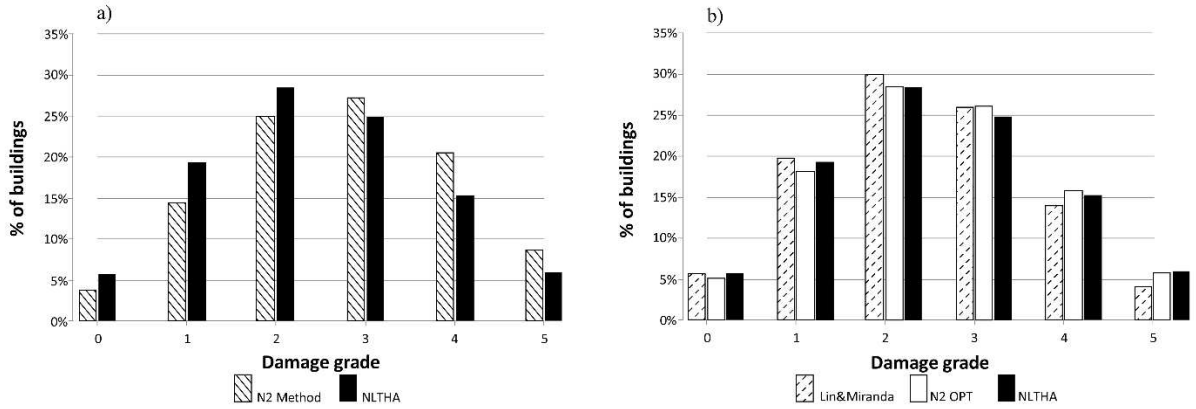 a)
35%
30%
25%
20%
15%
10%
5%
0%
% of buildings
0 1 2 3 4 5
Damage grade
N2 Method NLTHA
b)
35%
30%
25%
20%
15%
10%
5%
0%
% of buildings
0 1 2 3 4 5
Damage grade
Lin&Miranda N2 OPT NLTHA